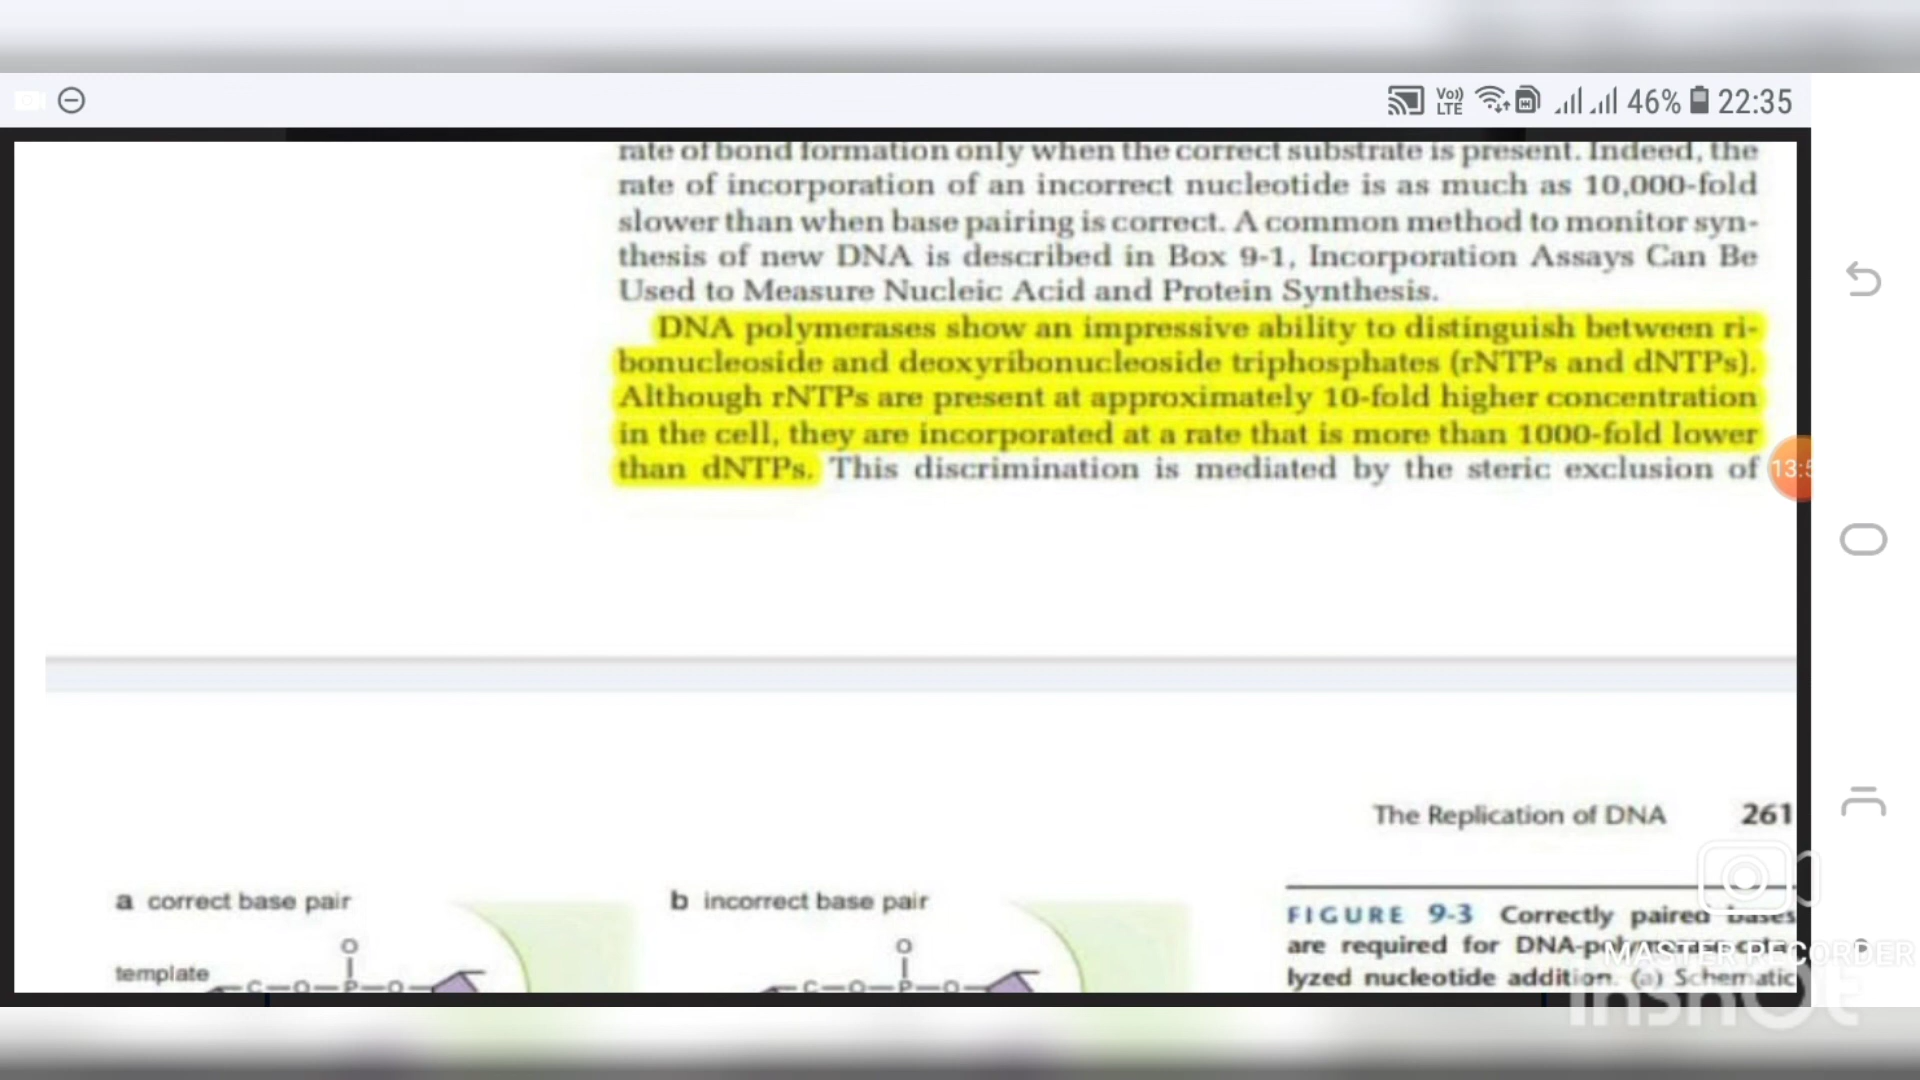 Vo)) LTE 46% 22:35
rate of bond formation only when the correct substrate is present. Indeed, the
rate of incorporation of an incorrect nucleotide is as much as 10,000-fold
slower than when base pairing is correct. A common method to monitor syn-
thesis of new DNA is described in Box 9-1, Incorporation Assays Can Be
Used to Measure Nucleic Acid and Protein Synthesis.
DNA polymerases show an impressive ability to distinguish between ri-
bonucleoside and deoxyribonucleoside triphosphates (rNTPs and dNTPs).
Although rNTPs are present at approximately 10-fold higher concentration
in the cell, they are incorporated at a rate that is more than 1000-fold lower
than dNTPs. This discrimination is mediated by the steric exclusion of
13:5
The Replication of DNA 261
a correct base pair
b incorrect base pair
O
O
template
C—O—P—O
C—O—P—O
FIGURE 9-3 Correctly paired bases
are required for DNA-
lyzed nucleotide addition. (a) Schematic
MASTER RECORDER
InShOt